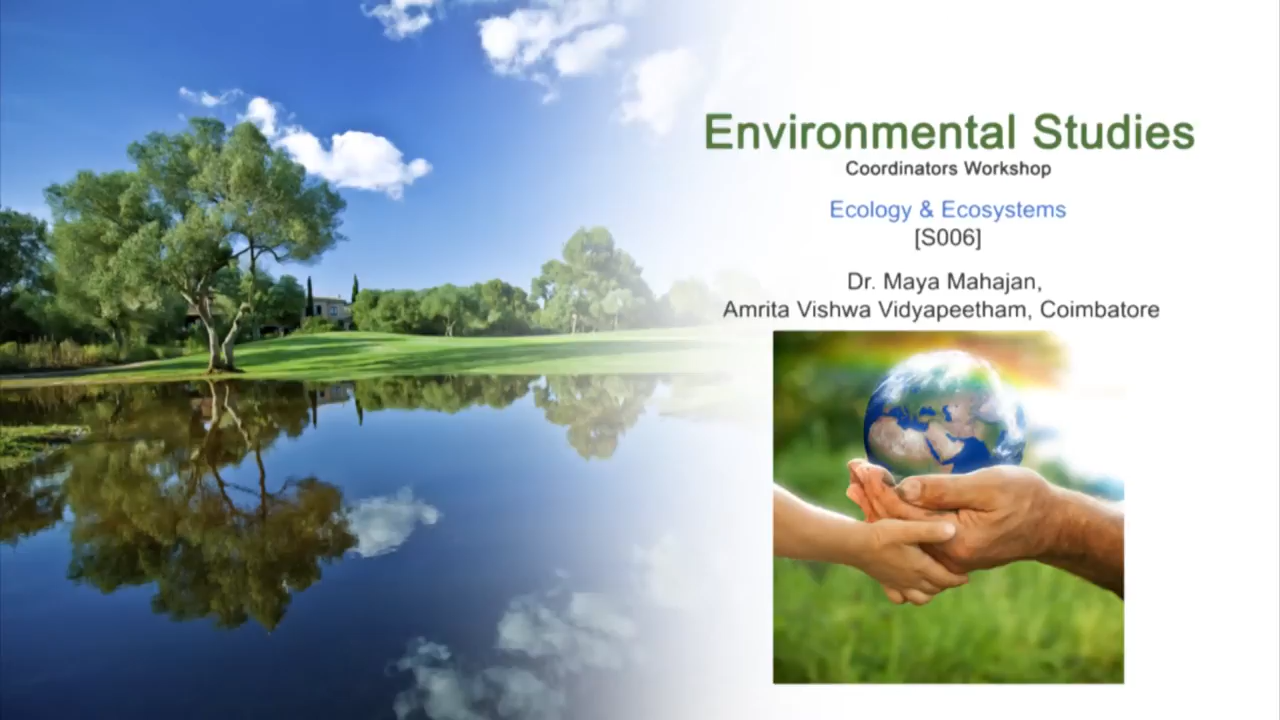 Environmental Studies
Coordinators Workshop
Ecology & Ecosystems
[S006]
Dr. Maya Mahajan,
Amrita Vishwa Vidyapeetham, Coimbatore